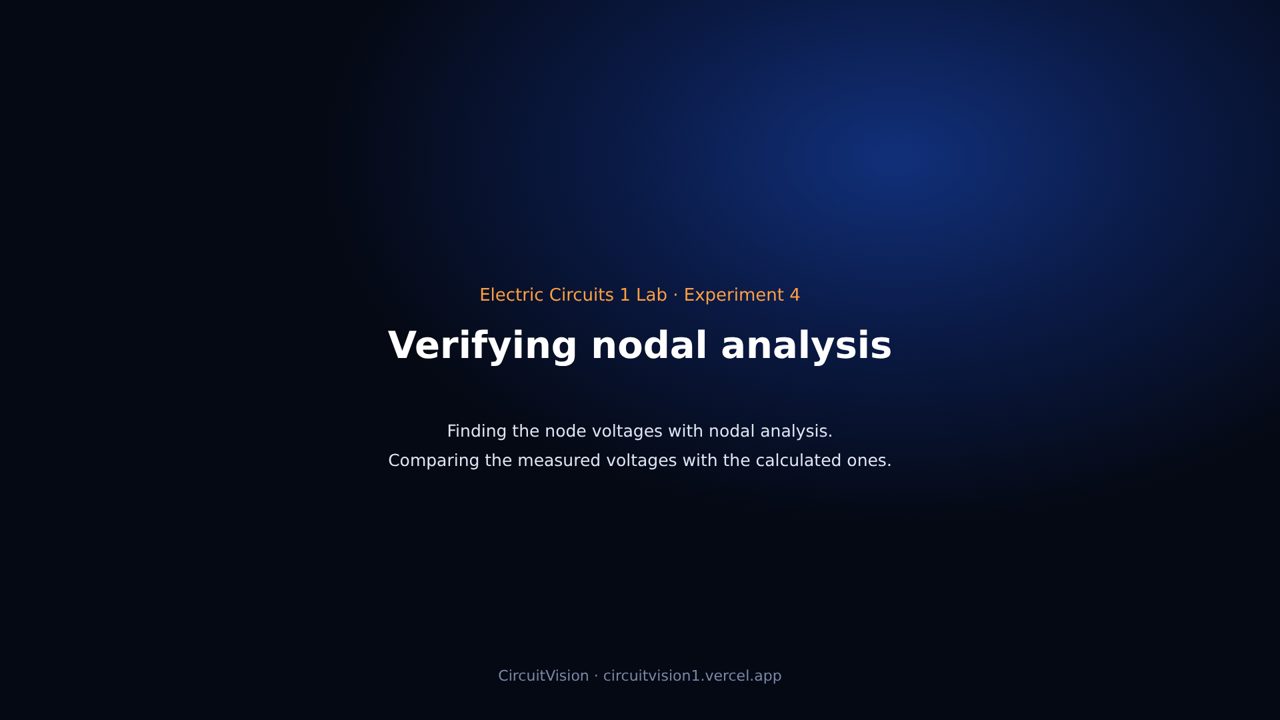 Electric Circuits 1 Lab · Experiment 4
Verifying nodal analysis
Finding the node voltages with nodal analysis.
Comparing the measured voltages with the calculated ones.
CircuitVision · circuitvision1.vercel.app